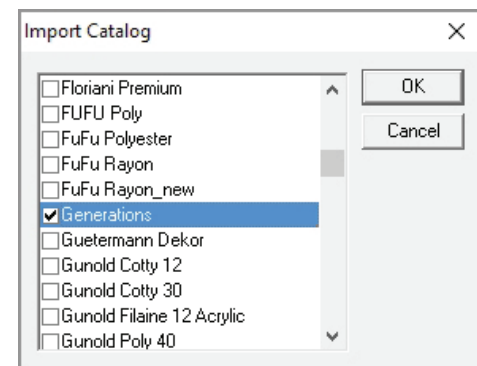 Import Catalog
Floriani Premium
FUFU Poly
FuFu Polyester
FuFu Rayon
FuFu Rayon_new
Generations
Guetermann Dekor
Gunold Cotty 12
Gunold Cotty 30
Gunold Filaine 12 Acrylic
Gunold Poly 40
OK
Cancel